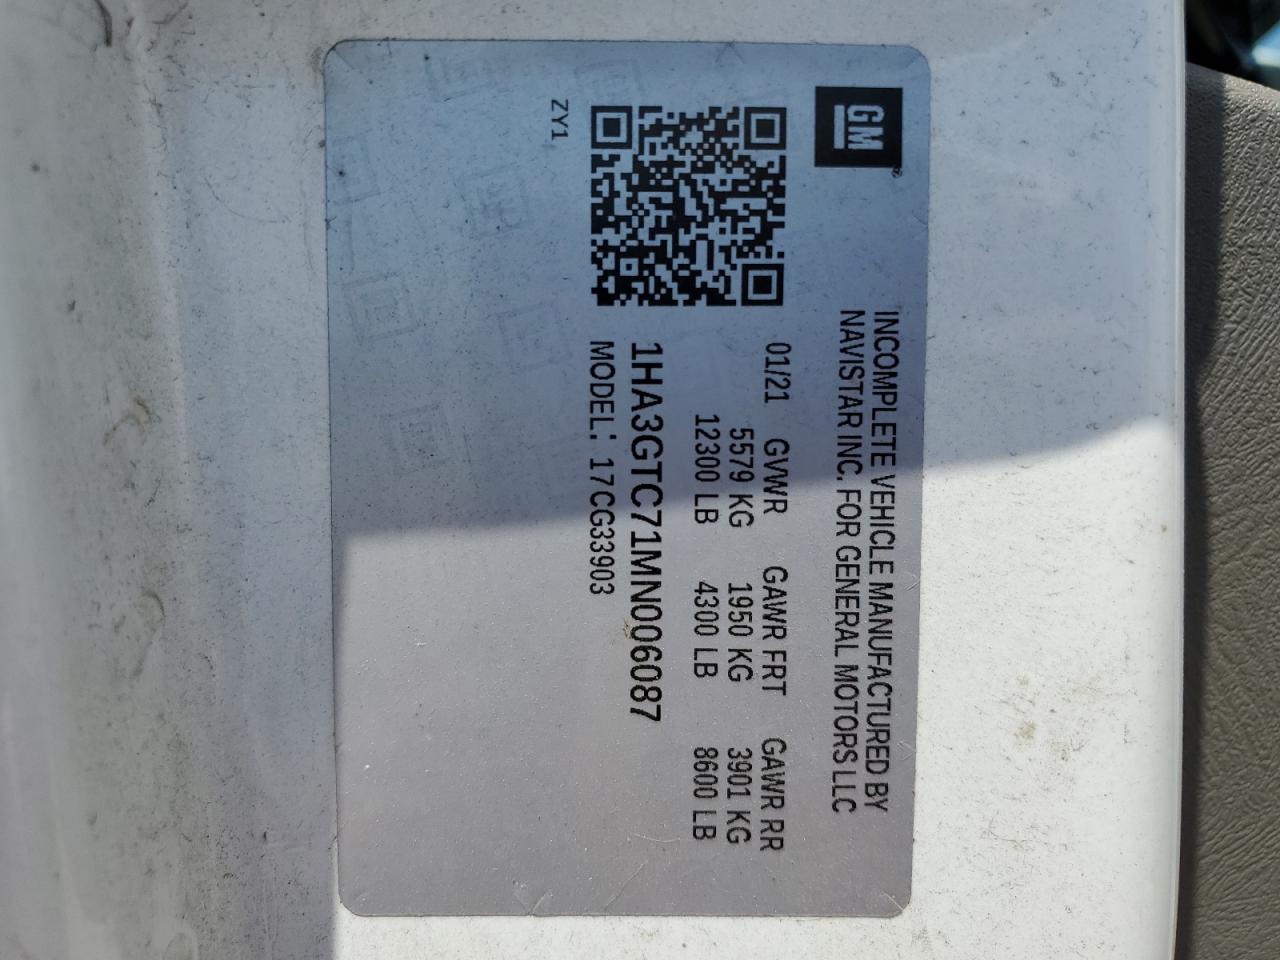 GM
INCOMPLETE VEHICLE MANUFACTURED BY
NAVISTAR INC. FOR GENERAL MOTORS LLC
01/21 GVWR GAWR FRT GAWR RR
5579 KG 1950 KG 3901 KG
12300 LB 4300 LB 8600 LB
1HA3GTC71MN006087
MODEL: 17CG33903
ZY1